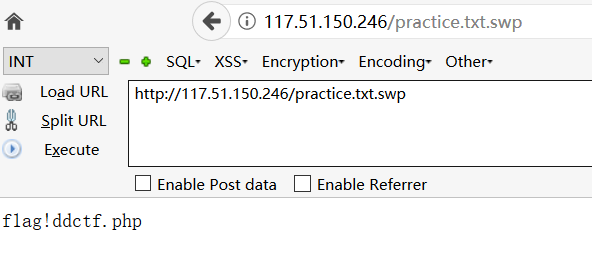 117.51.150.246/practice.txt.swp
INT SQL XSS Encryption Encoding Other
Load URL
http://117.51.150.246/practice.txt.swp
Split URL
Execute
Enable Post data Enable Referrer
f1ag!ddctf.php